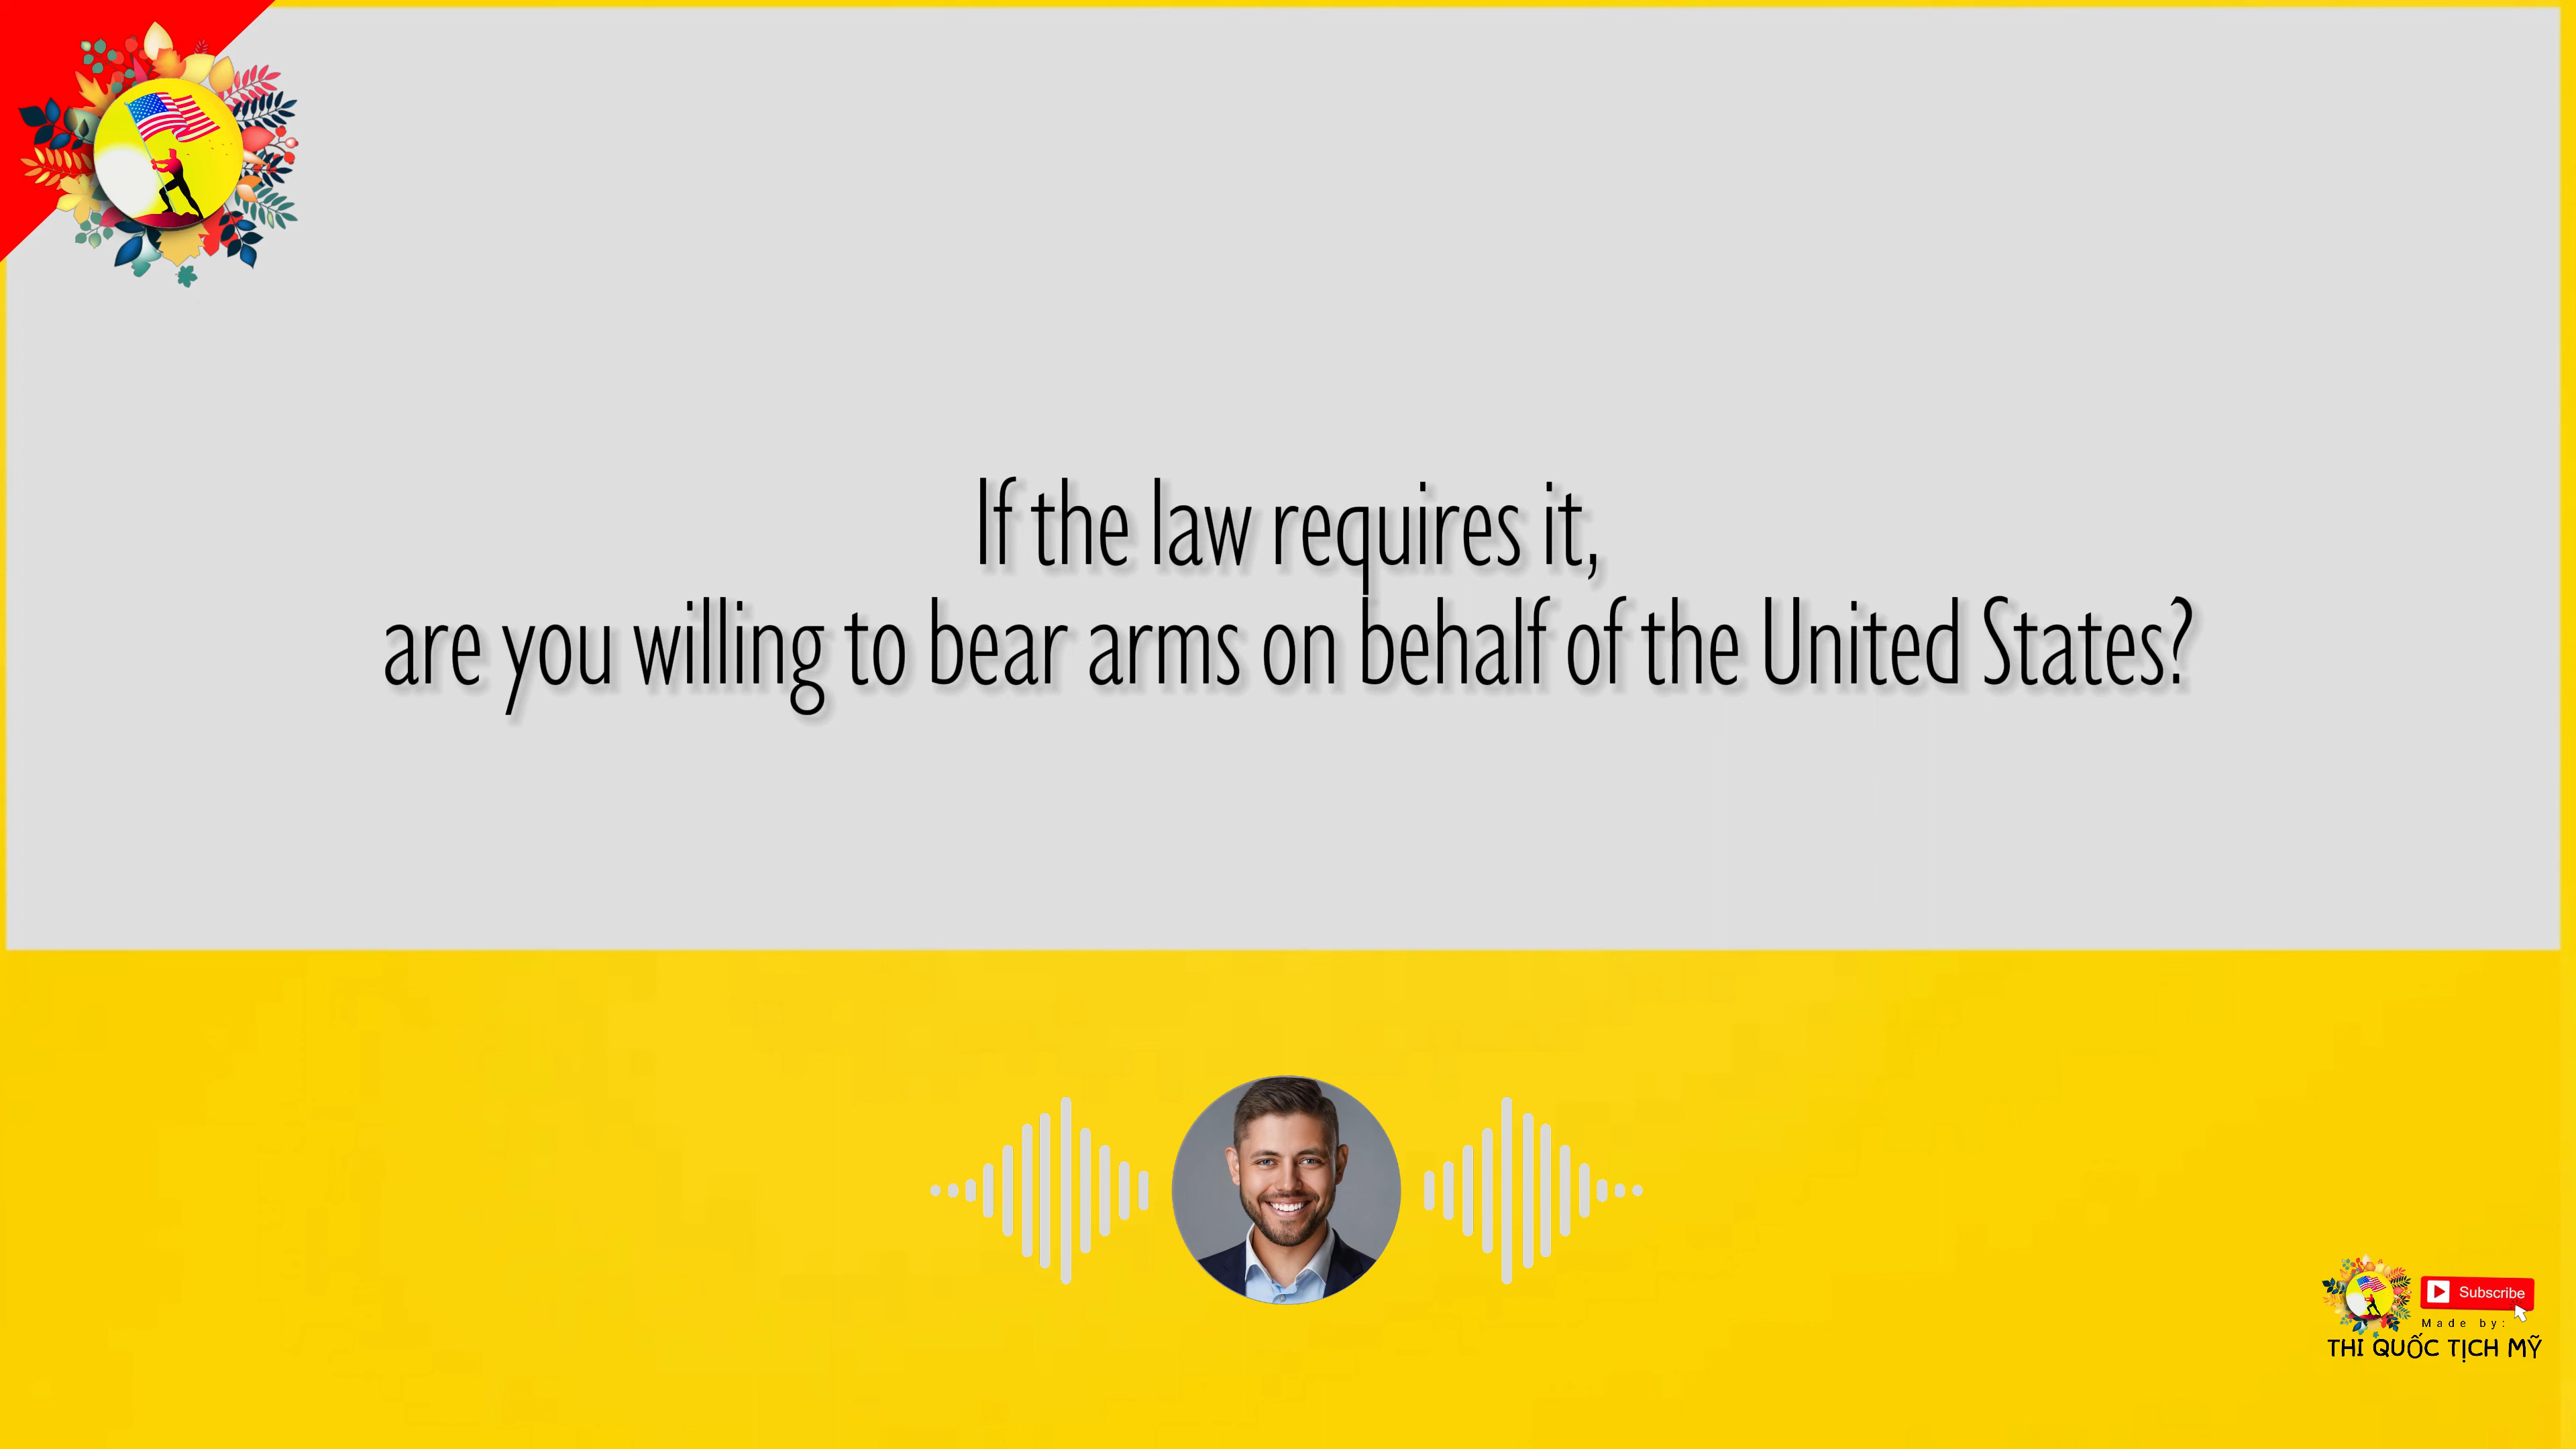 If the law requires it,
are you willing to bear arms on behalf of the United States?
Subscribe
Made by:
THI QUỐC TỊCH MỸ